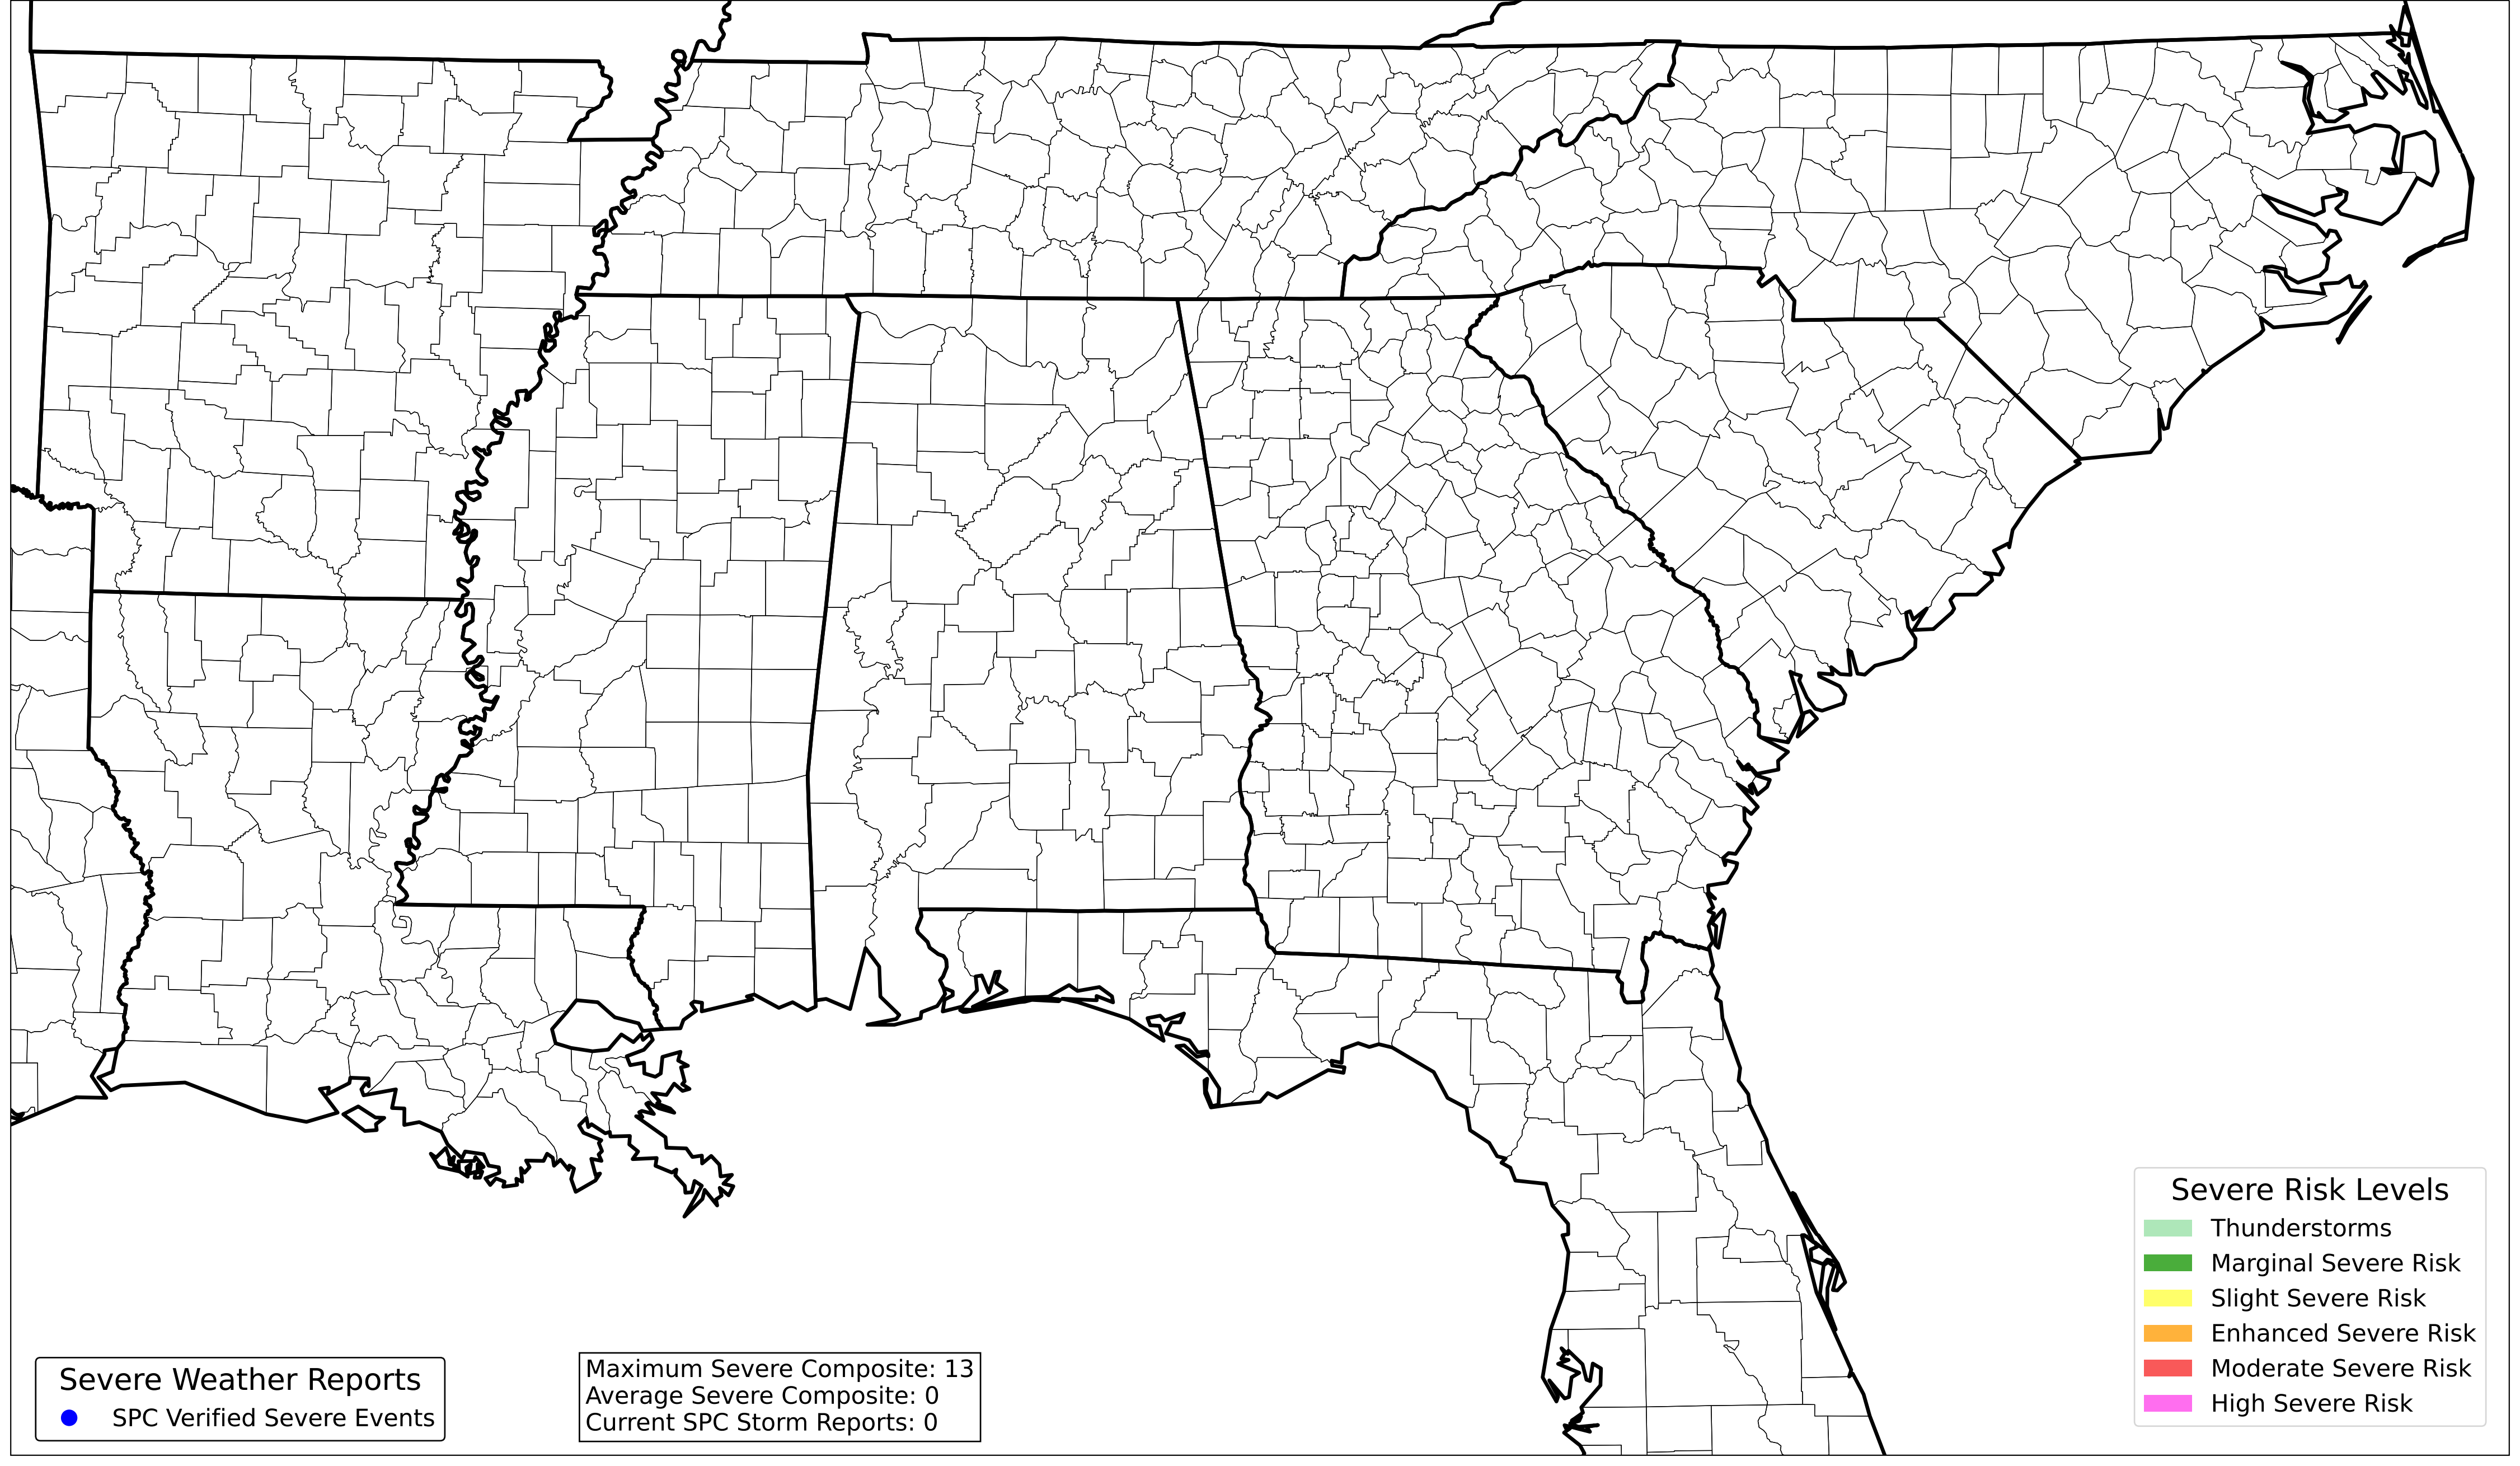 Severe Risk Levels
Thunderstorms
Marginal Severe Risk
Slight Severe Risk
Enhanced Severe Risk
Moderate Severe Risk
High Severe Risk
Severe Weather Reports
SPC Verified Severe Events
Maximum Severe Composite: 13
Average Severe Composite: 0
Current SPC Storm Reports: 0